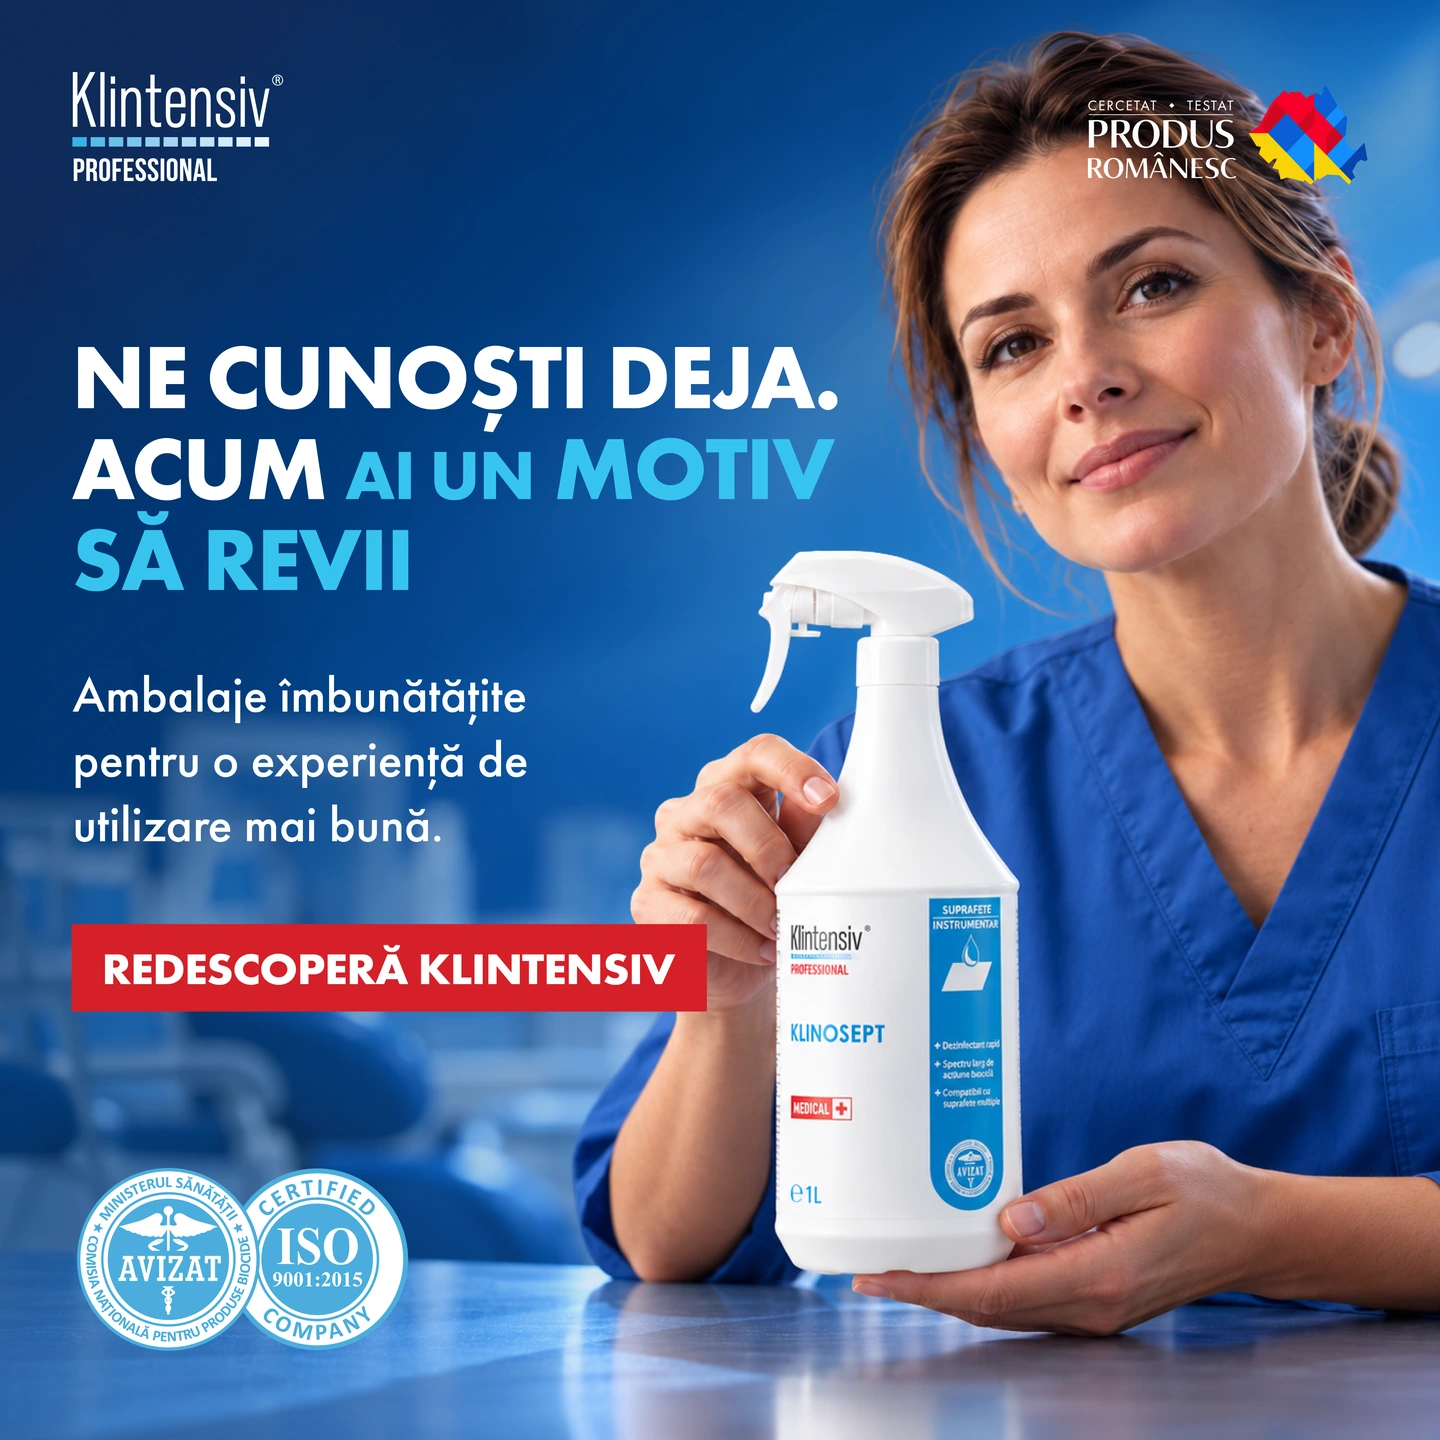 Klintensiv®
PROFESSIONAL
CERCETAT • TESTAT
PRODUS
ROMÂNESC
NE CUNOȘTI DEJA.
ACUM AI UN MOTIV
SĂ REVII
Ambalaje îmbunătățite
pentru o experiență de
utilizare mai bună.
REDESCOPERĂ KLINTENSIV
Klintensiv®
PROFESSIONAL
KLINOSEPT
MEDICAL
℮1L
SUPRAFEȚE
INSTRUMENTAR
+ Dezinfectant rapid
+ Spectru larg de
acțiune biocidă
+ Compatibil cu
suprafețe multiple
AVIZAT
★ MINISTERUL SĂNĂTĂȚII ★
COMISIA NAȚIONALĂ PENTRU PRODUSE BIOCIDE
AVIZAT
CERTIFIED
ISO
9001:2015
COMPANY